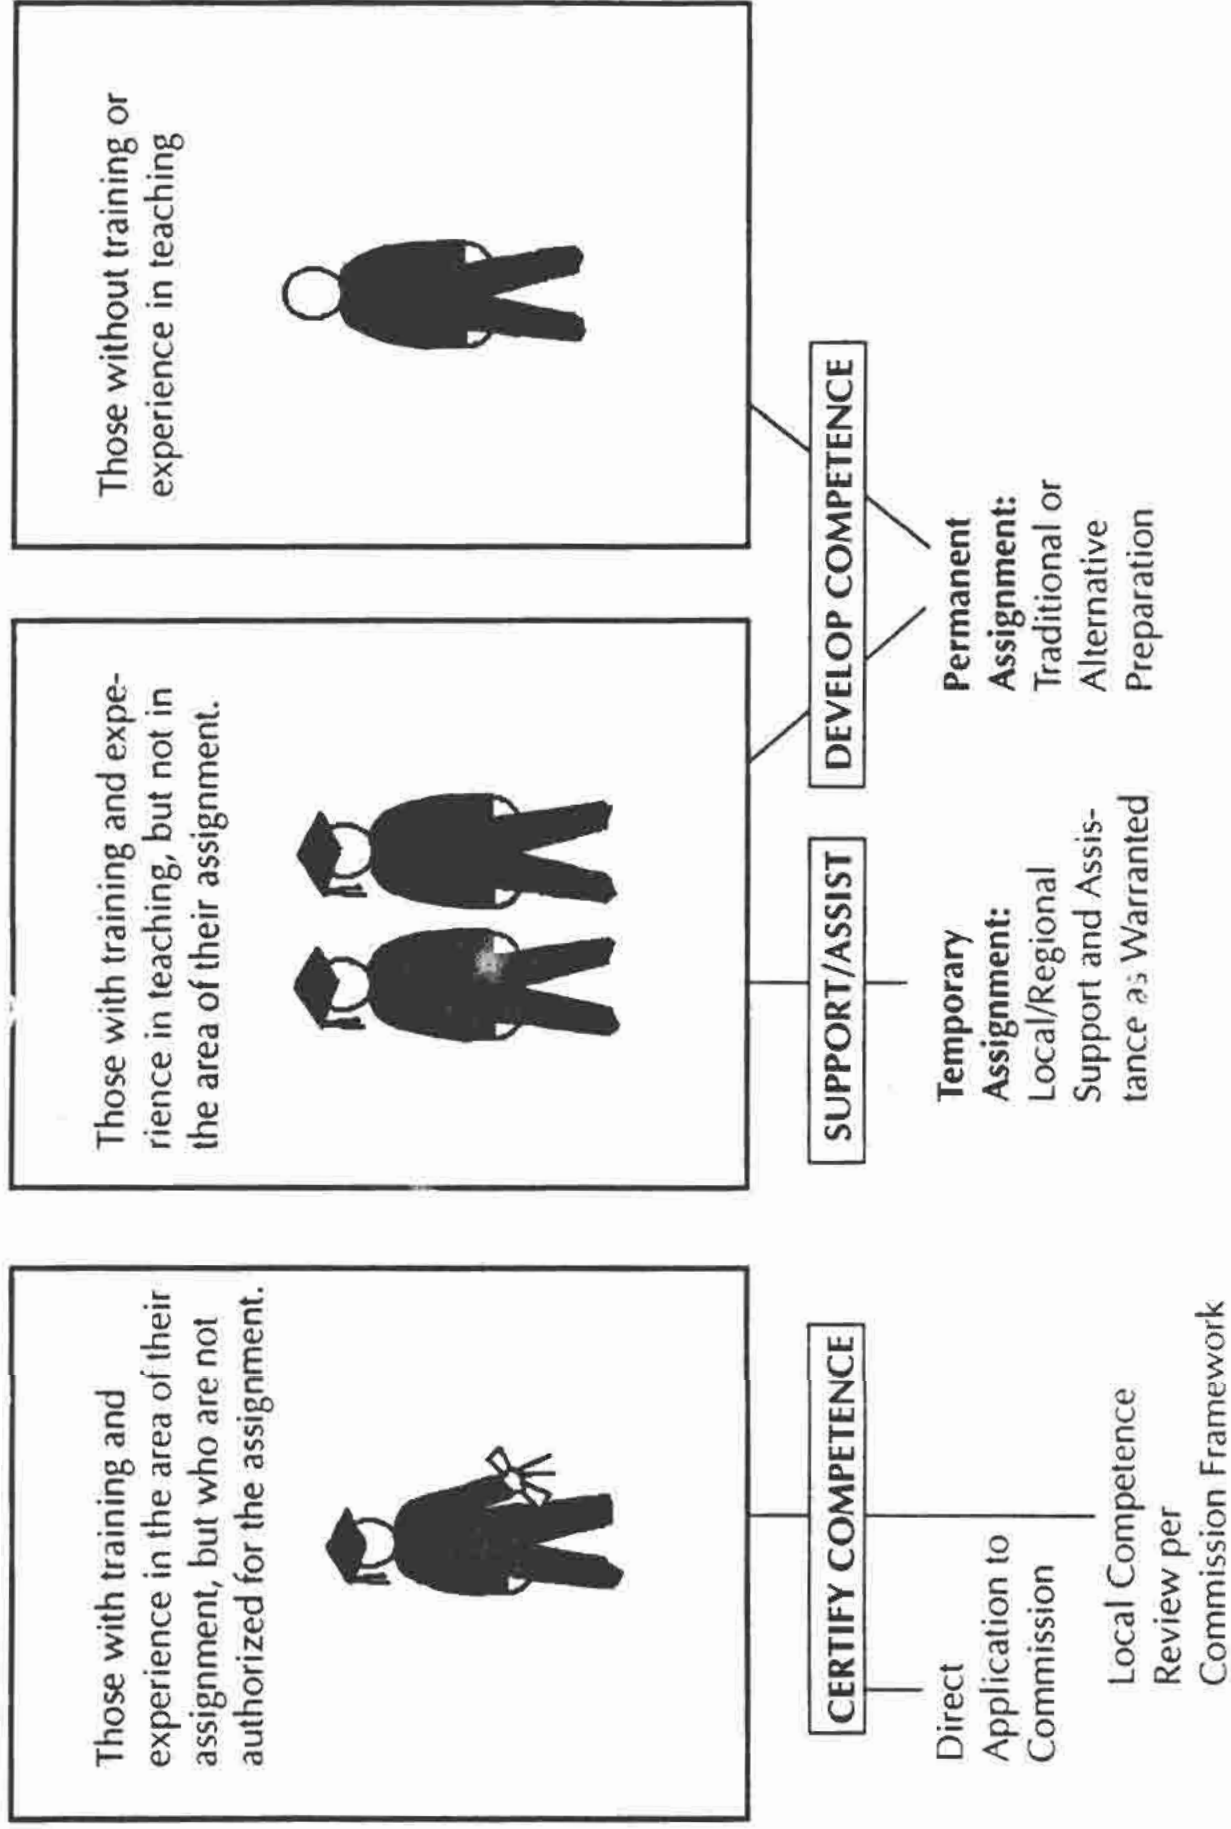 Those with training and
experience in the area of their
assignment, but who are not
authorized for the assignment.
CERTIFY COMPETENCE
Direct
Application to
Commission
Local Competence
Review per
Commission Framework
Those with training and expe-
rience in teaching, but not in
the area of their assignment.
SUPPORT/ASSIST
Temporary
Assignment:
Local/Regional
Support and Assis-
tance as Warranted
Those without training or
experience in teaching
DEVELOP COMPETENCE
Permanent
Assignment:
Traditional or
Alternative
Preparation